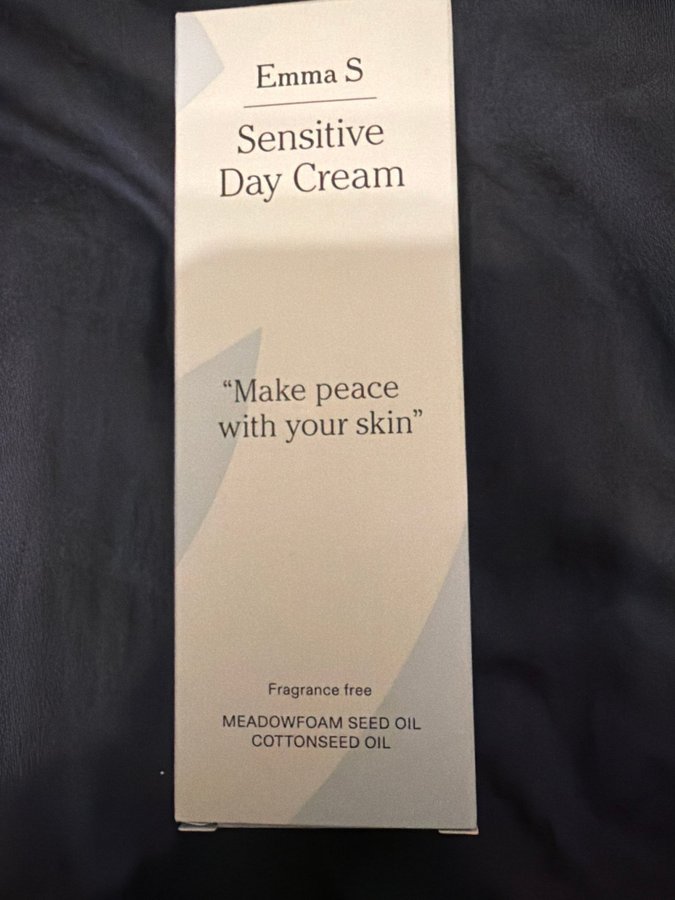 Emma S
Sensitive
Day Cream
“Make peace
with your skin”
Fragrance free
MEADOWFOAM SEED OIL
COTTONSEED OIL